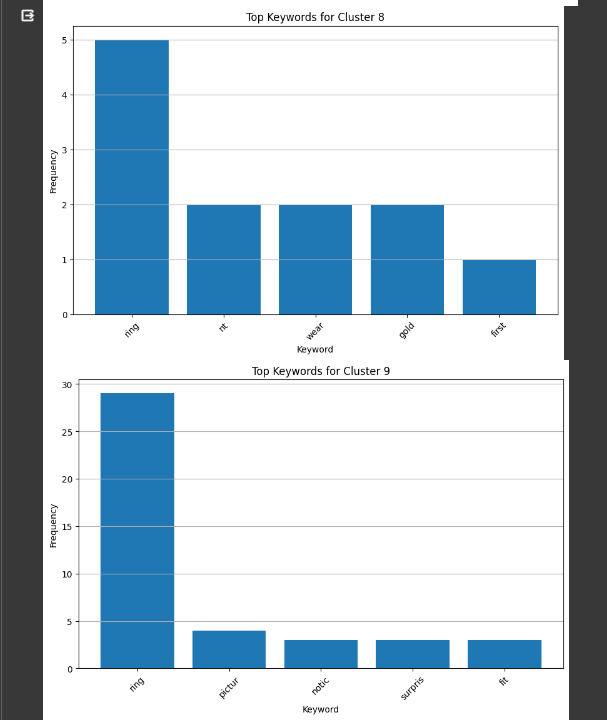 Top Keywords for Cluster 8
5
4
3
2
1
0
Frequency
ring
nt
wear
gold
first
Keyword
Top Keywords for Cluster 9
30
25
20
15
10
5
0
Frequency
ring
pictur
notic
surpris
fit
Keyword